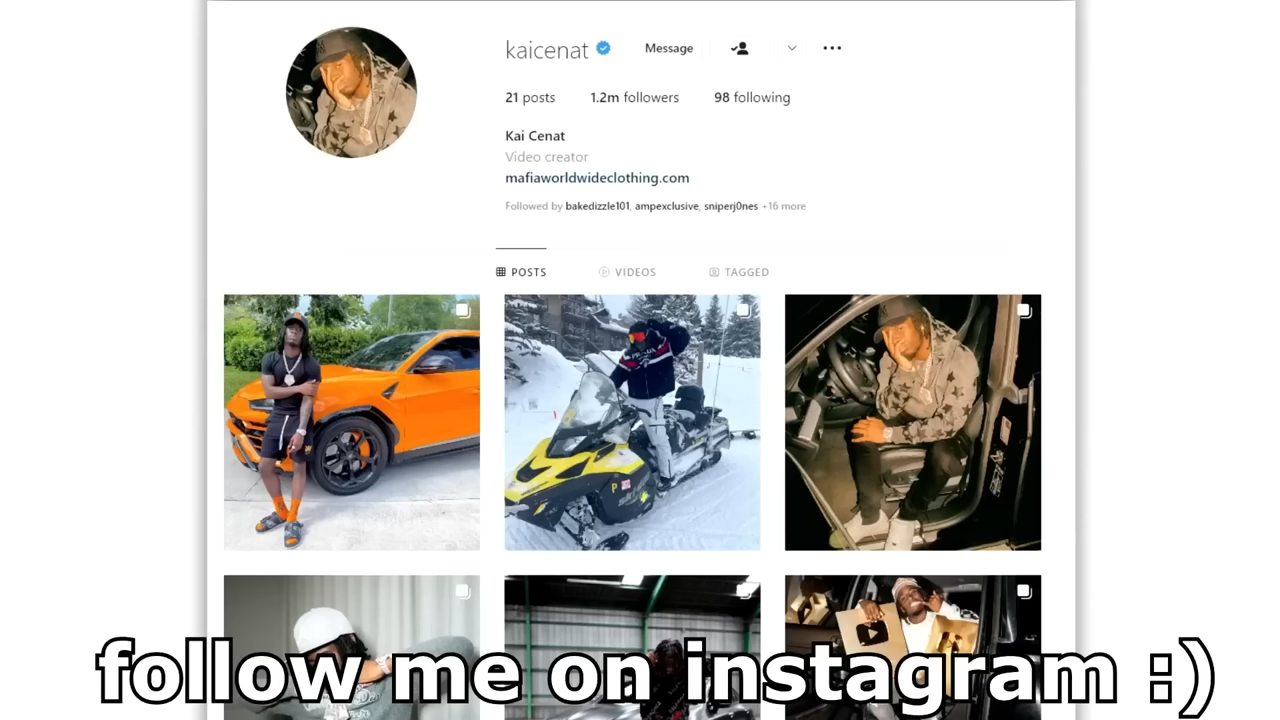 kaicenat Message
21 posts 1.2m followers 98 following
Kai Cenat
Video creator
mafiaworldwideclothing.com
Followed by bakedizzle101, ampexclusive, sniperj0nes +16 more
POSTS VIDEOS TAGGED
PRADA
follow me on instagram :)